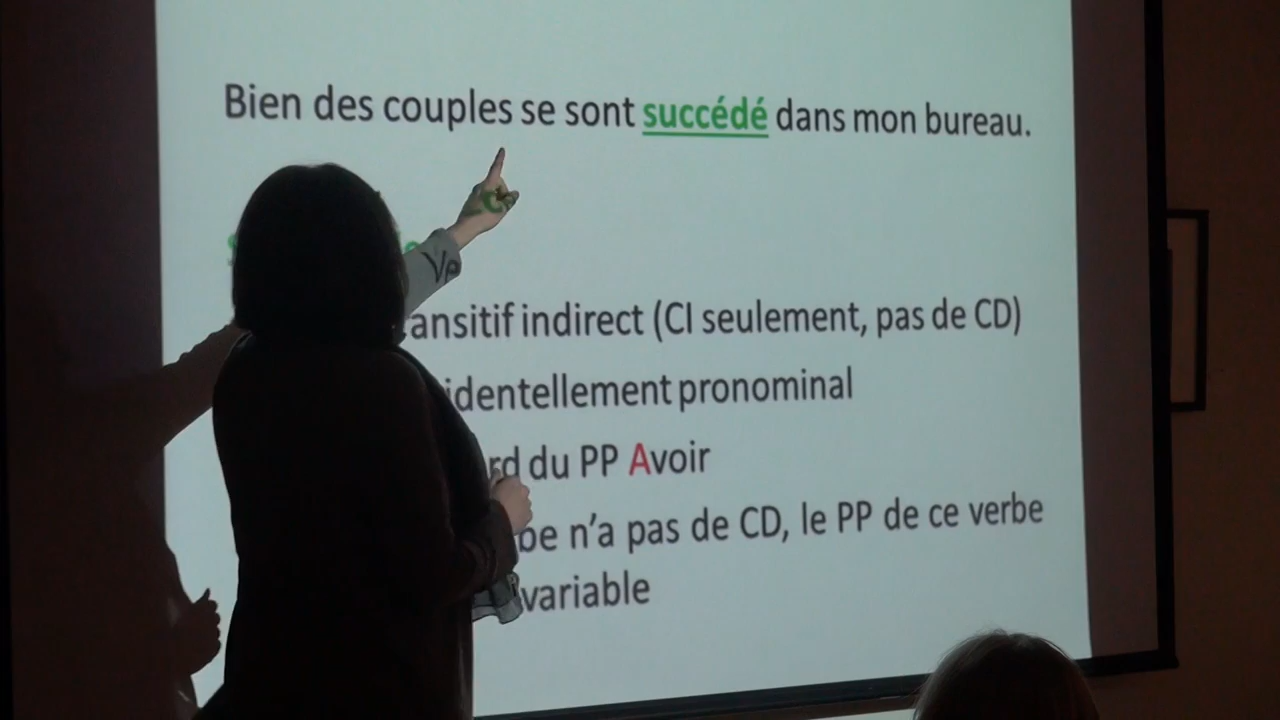 Bien des couples se sont succédé dans mon bureau.
ansitif indirect (CI seulement, pas de CD)
identellement pronominal
rd du PP Avoir
be n’a pas de CD, le PP de ce verbe
variable